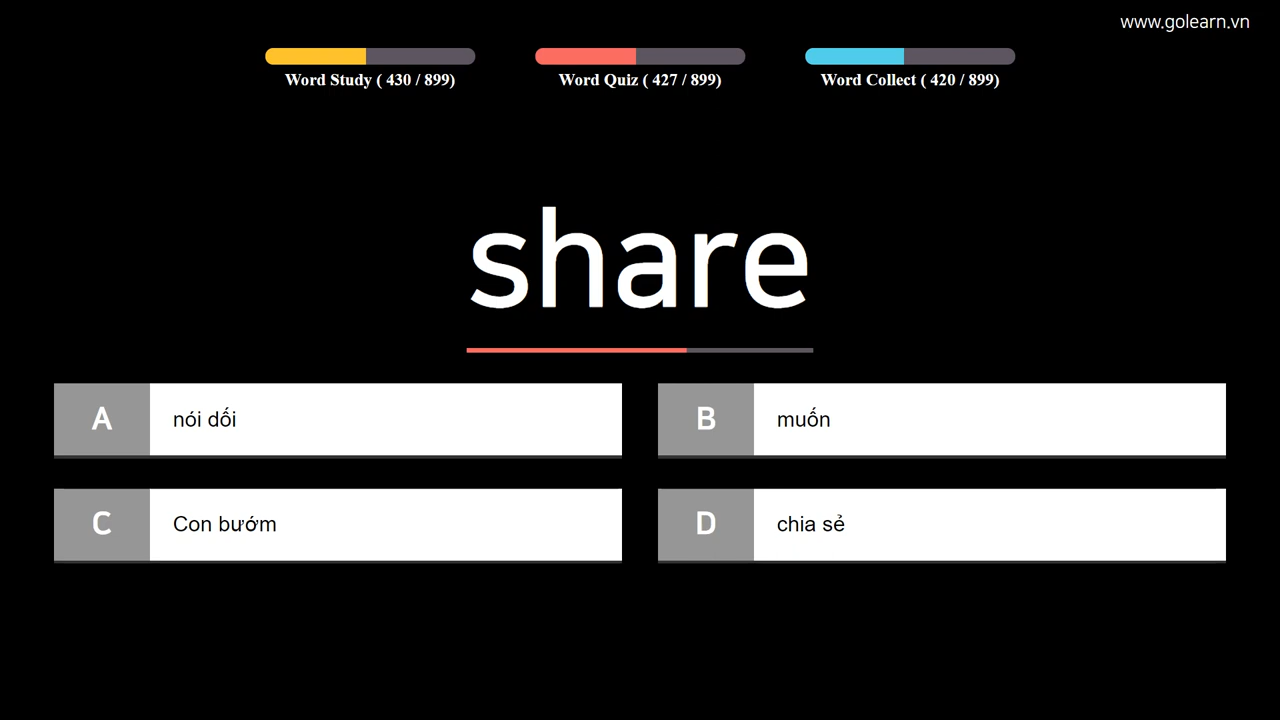 www.golearn.vn
Word Study ( 430 / 899)
Word Quiz ( 427 / 899)
Word Collect ( 420 / 899)
share
A nói dối
B muốn
C Con bướm
D chia sẻ